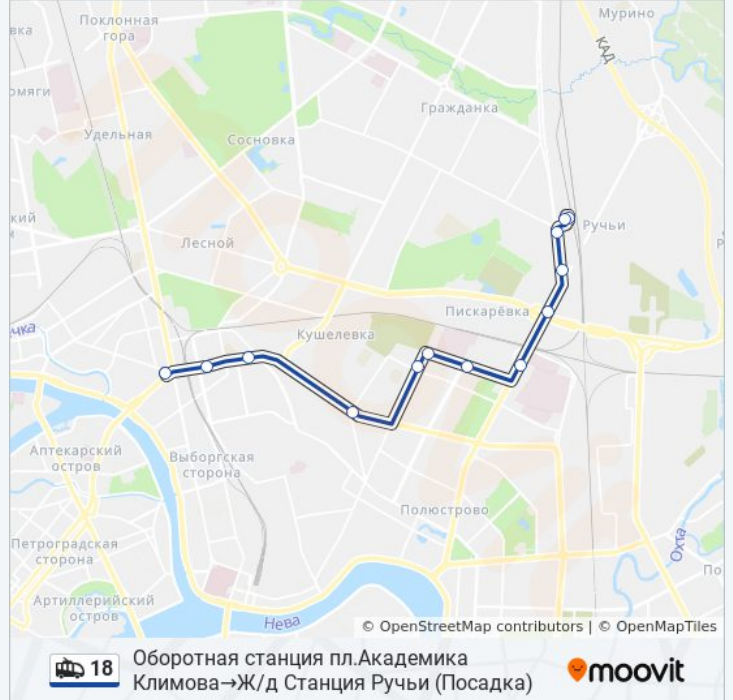 Поклонная
гора
Мурино
вка
КАД
омяги
Гражданка
Удельная
Сосновка
кий
Ручьи
Р
Лесной
Пискарёвка
чка
Кушелевка
Аптекарский
остров
Выборгская
сторона
Полюстрово
Охта
Петроградская
сторона
По
Артиллерийский
остров
Нева
© OpenStreetMap contributors | © OpenMapTiles
18
Оборотная станция пл.Академика
Климова→Ж/д Станция Ручьи (Посадка)
moovit